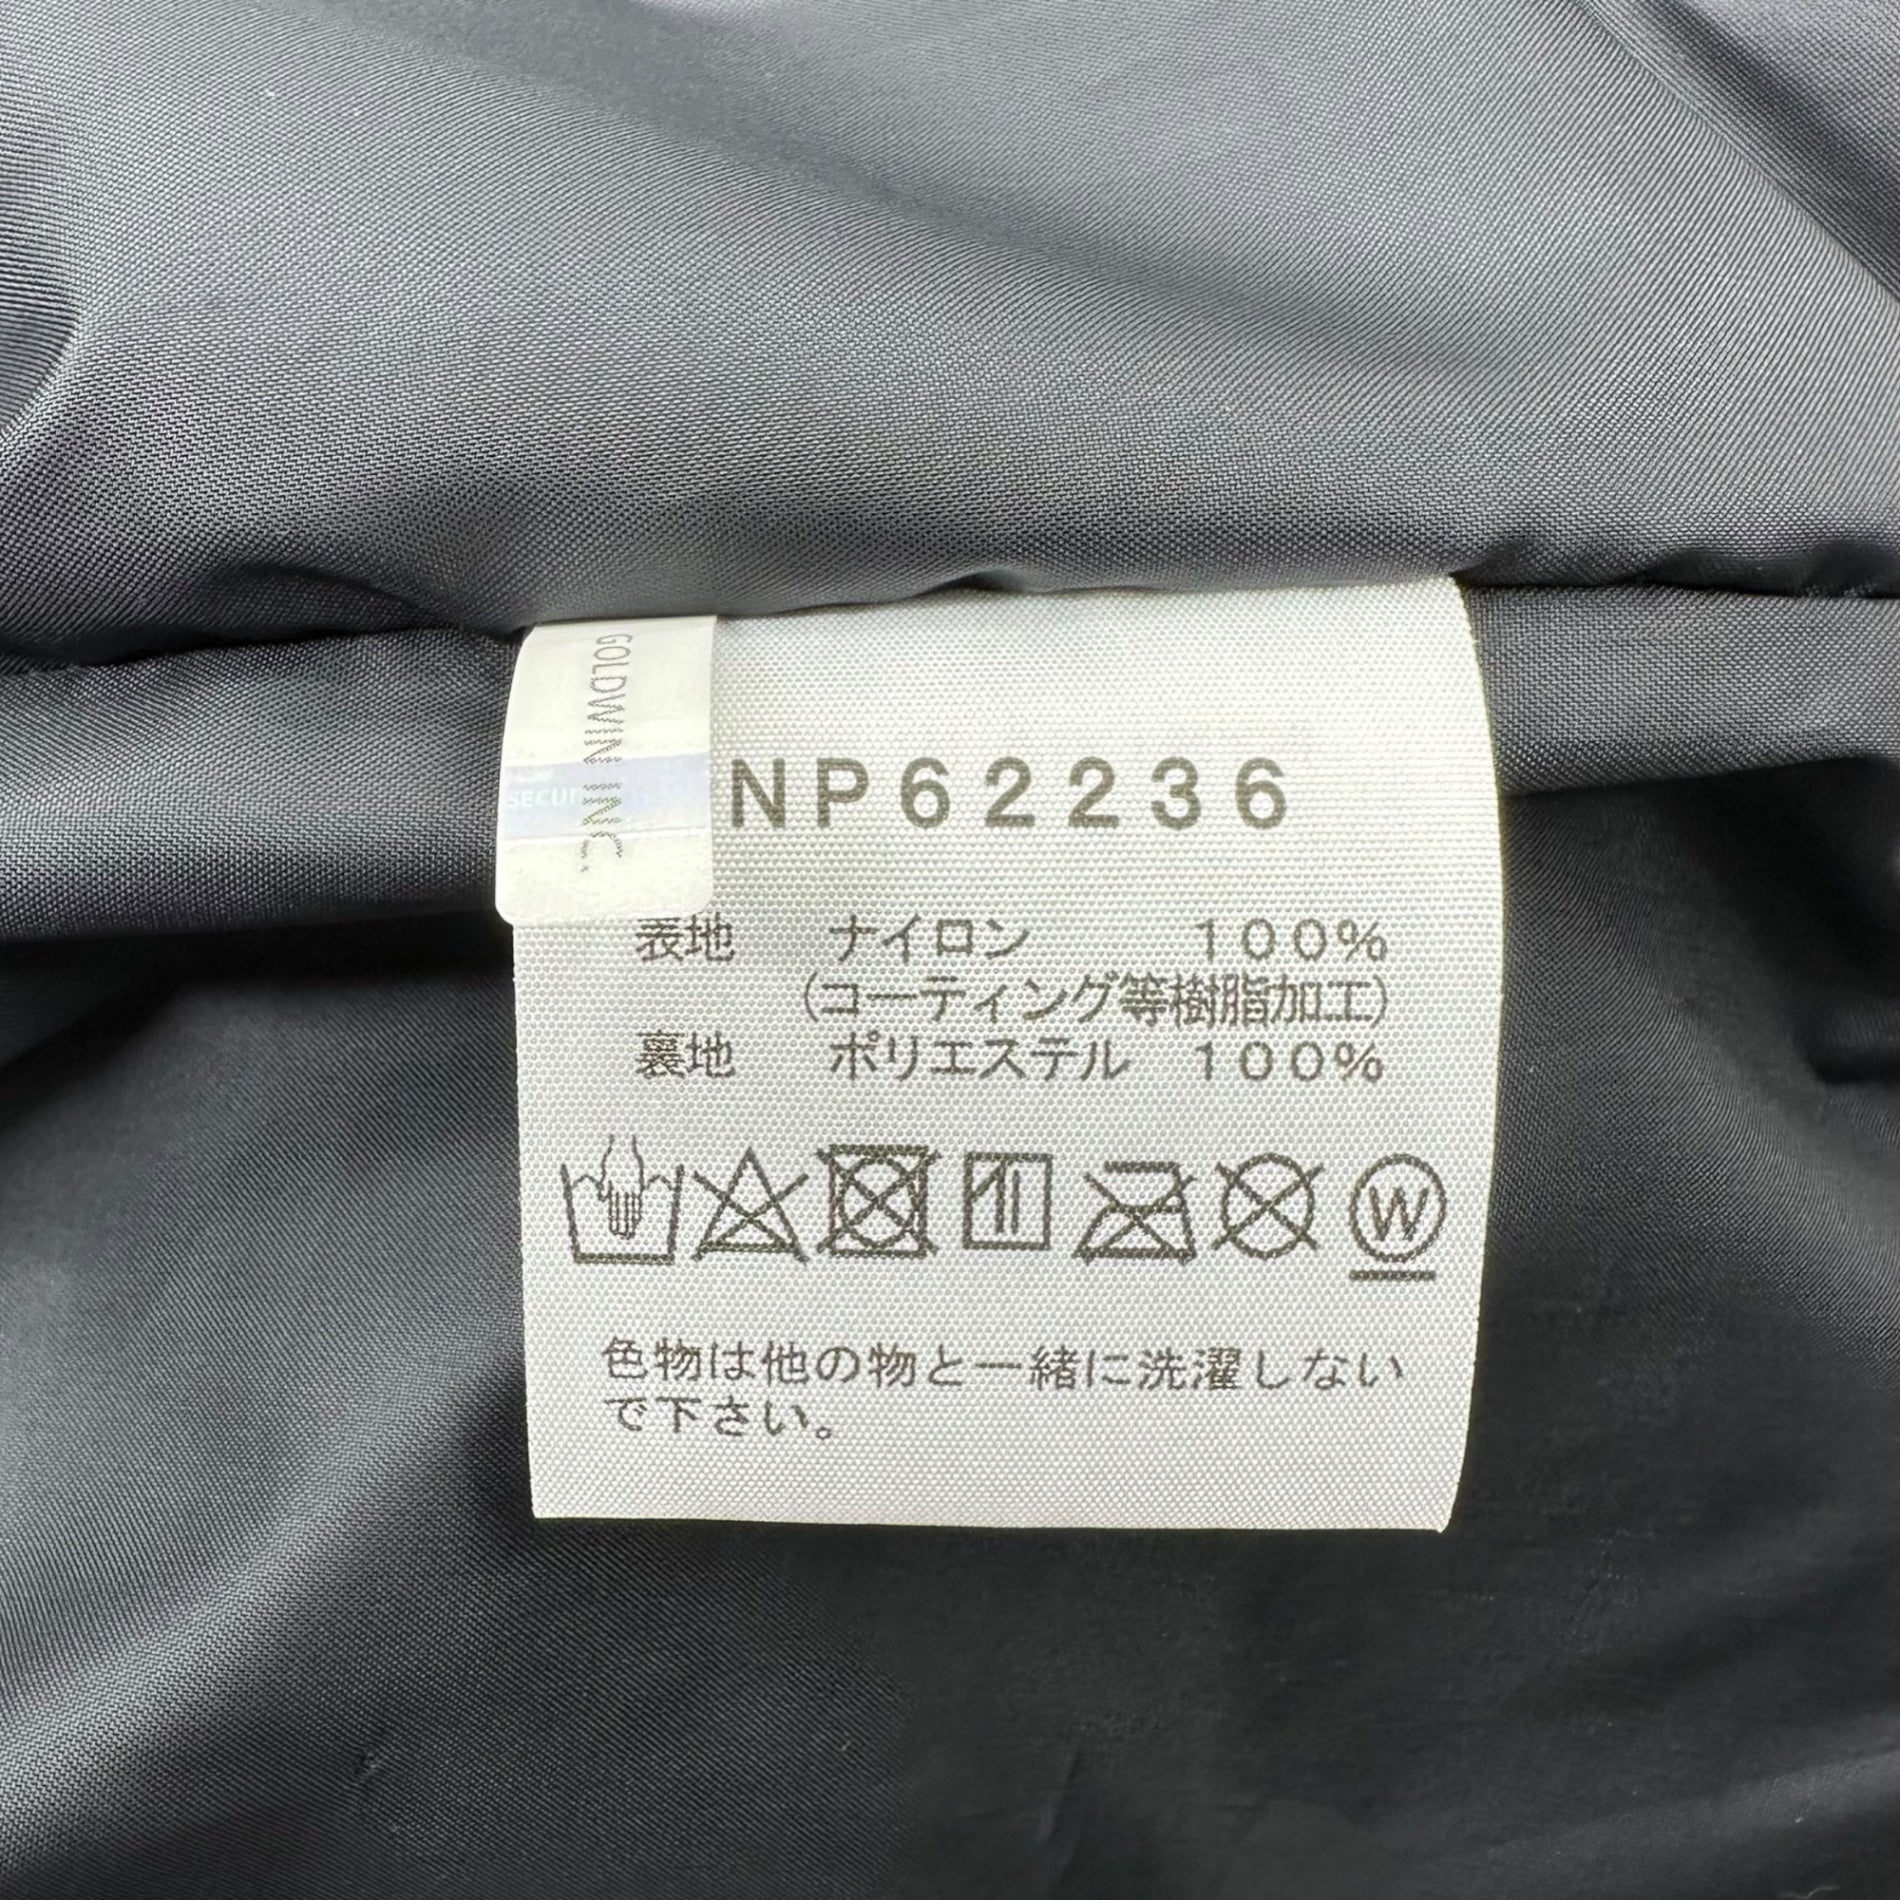 GOLDWIN INC.
SECU
NP62236
表地 ナイロン 100%
(コーティング等樹脂加工)
裏地 ポリエステル 100%
W
色物は他の物と一緒に洗濯しない
で下さい。